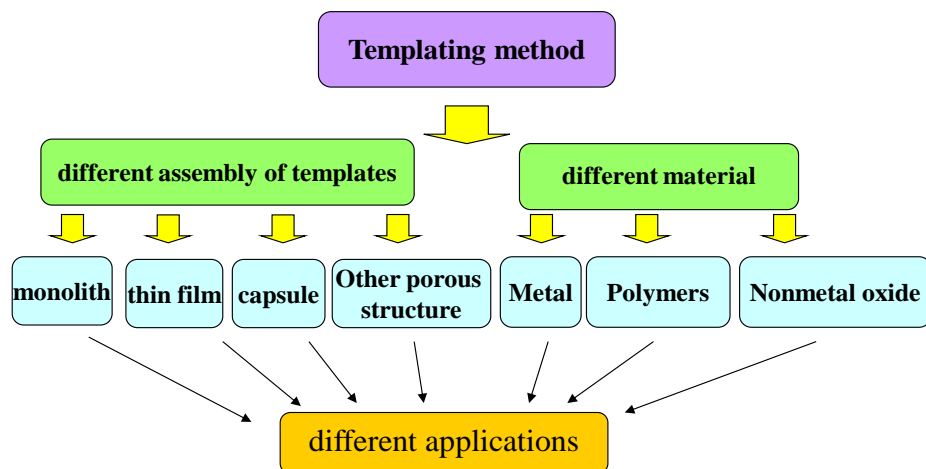 Templating method
different assembly of templates
different material
monolith
thin film
capsule
Other porous
structure
Metal
Polymers
Nonmetal oxide
different applications